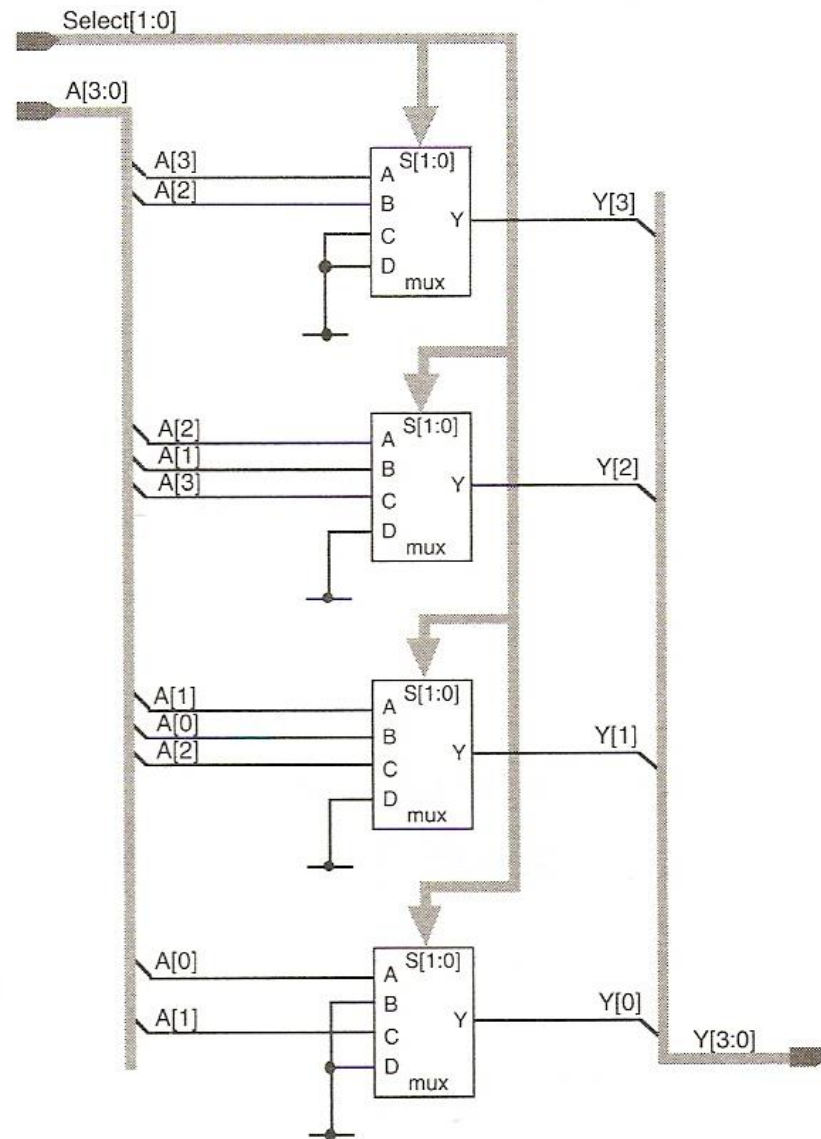 Select[1:0]
A[3:0]
A[3]
A[2]
S[1:0]
A
B
C
D
Y
mux
Y[3]
A[2]
A[1]
A[3]
S[1:0]
A
B
C
D
Y
mux
Y[2]
A[1]
A[0]
A[2]
S[1:0]
A
B
C
D
Y
mux
Y[1]
A[0]
A[1]
S[1:0]
A
B
C
D
Y
mux
Y[0]
Y[3:0]